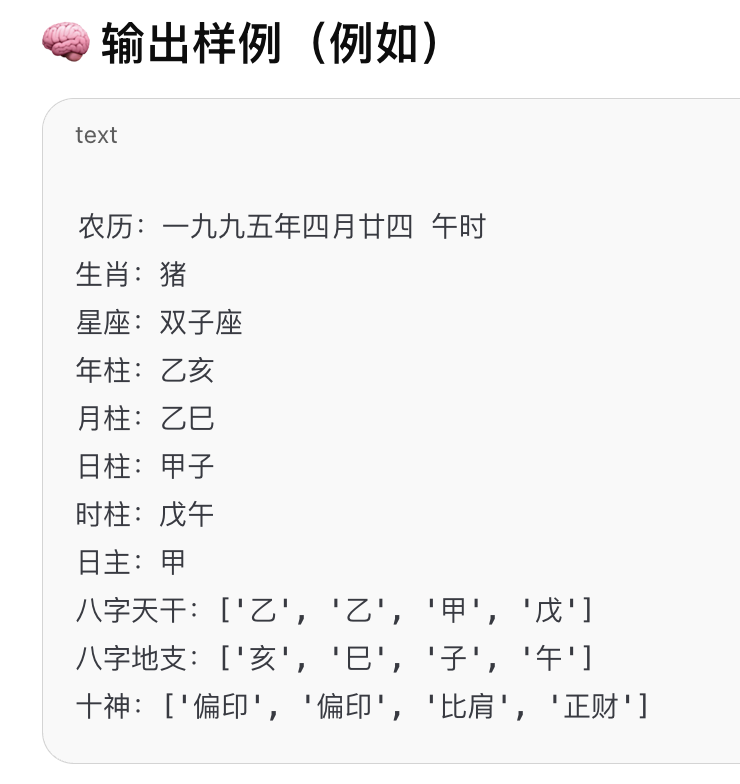 🧠 输出样例（例如）
text
农历：一九九五年四月廿四 午时
生肖：猪
星座：双子座
年柱：乙亥
月柱：乙巳
日柱：甲子
时柱：戊午
日主：甲
八字天干：['乙', '乙', '甲', '戊']
八字地支：['亥', '巳', '子', '午']
十神：['偏印', '偏印', '比肩', '正财']